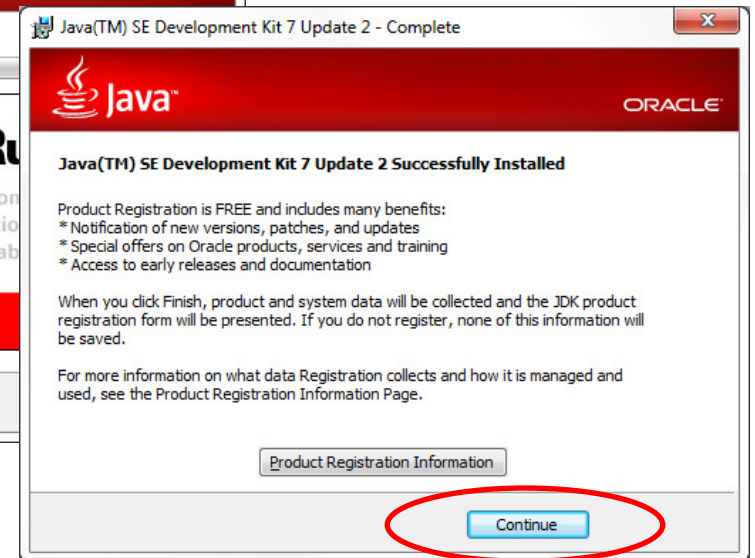 Java(TM) SE Development Kit 7 Update 2 - Complete
Java™
ORACLE
Java(TM) SE Development Kit 7 Update 2 Successfully Installed
Product Registration is FREE and includes many benefits:
* Notification of new versions, patches, and updates
* Special offers on Oracle products, services and training
* Access to early releases and documentation
When you click Finish, product and system data will be collected and the JDK product
registration form will be presented. If you do not register, none of this information will
be saved.
For more information on what data Registration collects and how it is managed and
used, see the Product Registration Information Page.
Product Registration Information
Continue